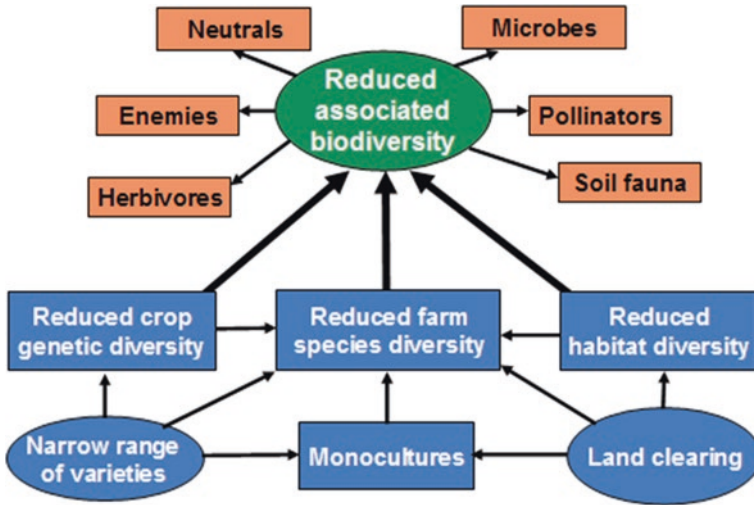 Neutrals
Microbes
Reduced
associated
biodiversity
Enemies
Pollinators
Herbivores
Soil fauna
Reduced crop
genetic diversity
Reduced farm
species diversity
Reduced
habitat diversity
Narrow range
of varieties
Monocultures
Land clearing